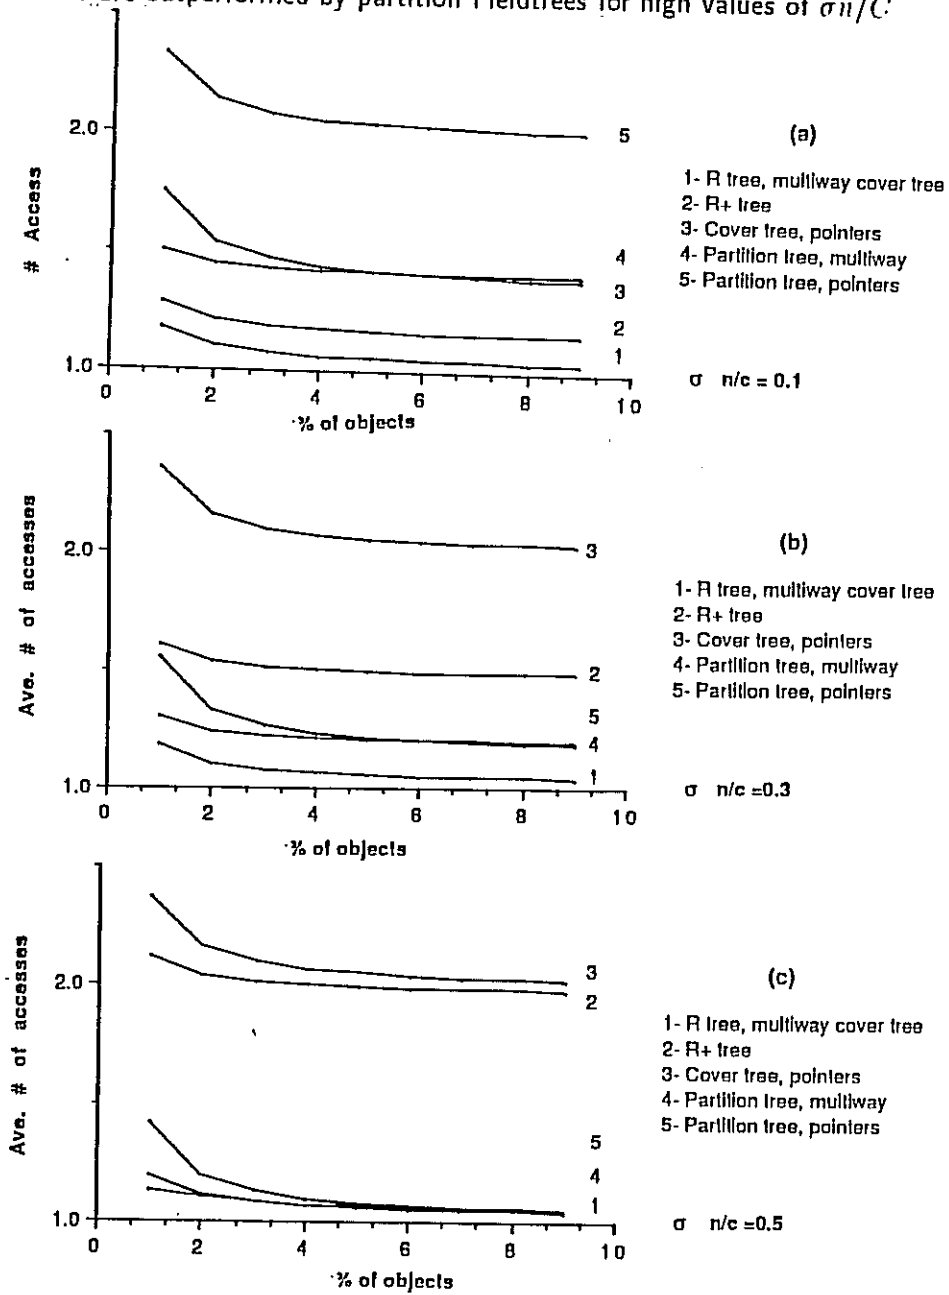 outperformed by partition Fieldtrees for high values of σn/C
2.0
1.0
# Access
0
2
4
6
8
10
·% of objects
5
4
3
2
1
(a)
1- R tree, multiway cover tree
2- R+ tree
3- Cover tree, pointers
4- Partition tree, multiway
5- Partition tree, pointers
σ n/c = 0.1
2.0
1.0
Ave. # of accesses
0
2
4
6
8
10
·% of objects
3
2
5
4
1
(b)
1- R tree, multiway cover tree
2- R+ tree
3- Cover tree, pointers
4- Partition tree, multiway
5- Partition tree, pointers
σ n/c =0.3
2.0
1.0
Ave. # of accesses
0
2
4
6
8
10
·% of objects
3
2
5
4
1
(c)
1- R tree, multiway cover tree
2- R+ tree
3- Cover tree, pointers
4- Partition tree, multiway
5- Partition tree, pointers
σ n/c =0.5